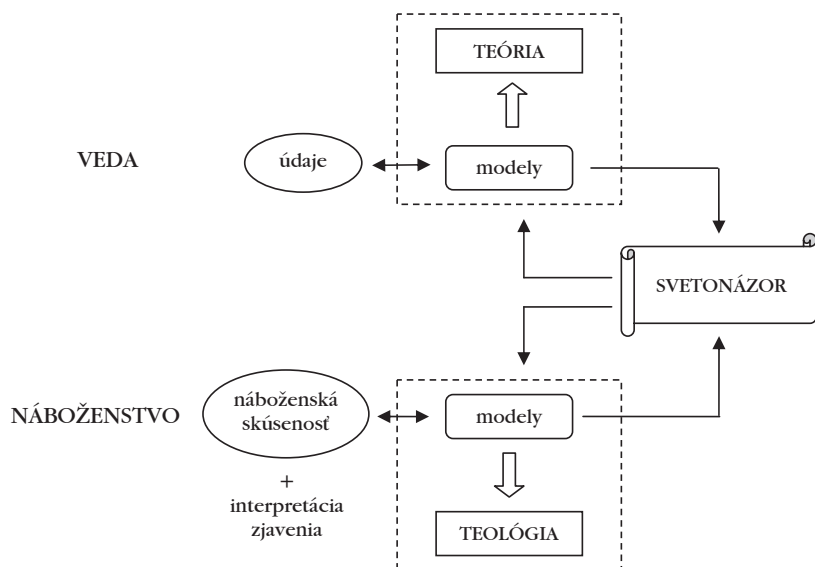 TEÓRIA
VEDA
údaje
modely
SVETONÁZOR
NÁBOŽENSTVO
náboženská
skúsenosť
modely
+
interpretácia
zjavenia
TEOLÓGIA